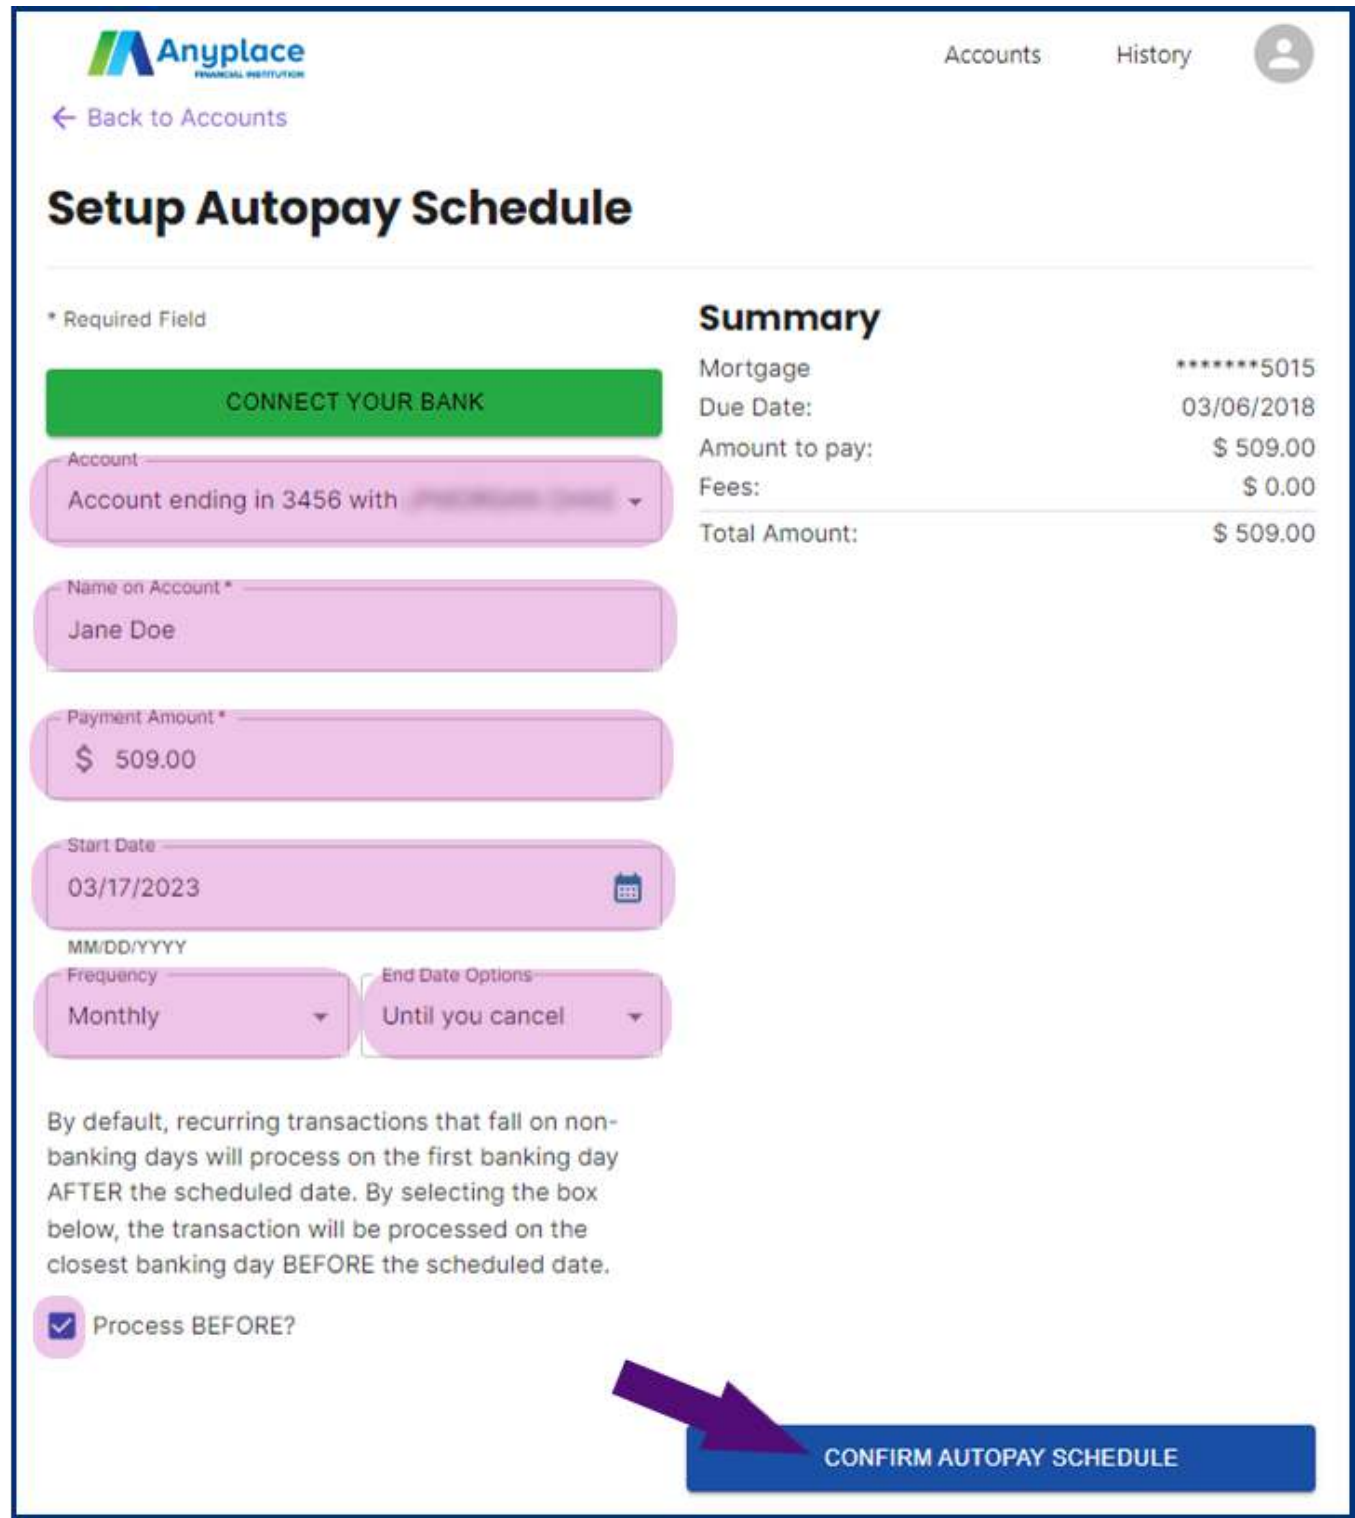 Anyplace
FINANCIAL INSTITUTION
Accounts
History
← Back to Accounts
Setup Autopay Schedule
* Required Field
CONNECT YOUR BANK
Account
Account ending in 3456 with
Name on Account *
Jane Doe
Payment Amount *
$ 509.00
Start Date
03/17/2023
MM/DD/YYYY
Frequency
Monthly
End Date Options
Until you cancel
By default, recurring transactions that fall on non-
banking days will process on the first banking day
AFTER the scheduled date. By selecting the box
below, the transaction will be processed on the
closest banking day BEFORE the scheduled date.
Process BEFORE?
Summary
Mortgage *******5015
Due Date: 03/06/2018
Amount to pay: $ 509.00
Fees: $ 0.00
Total Amount: $ 509.00
CONFIRM AUTOPAY SCHEDULE